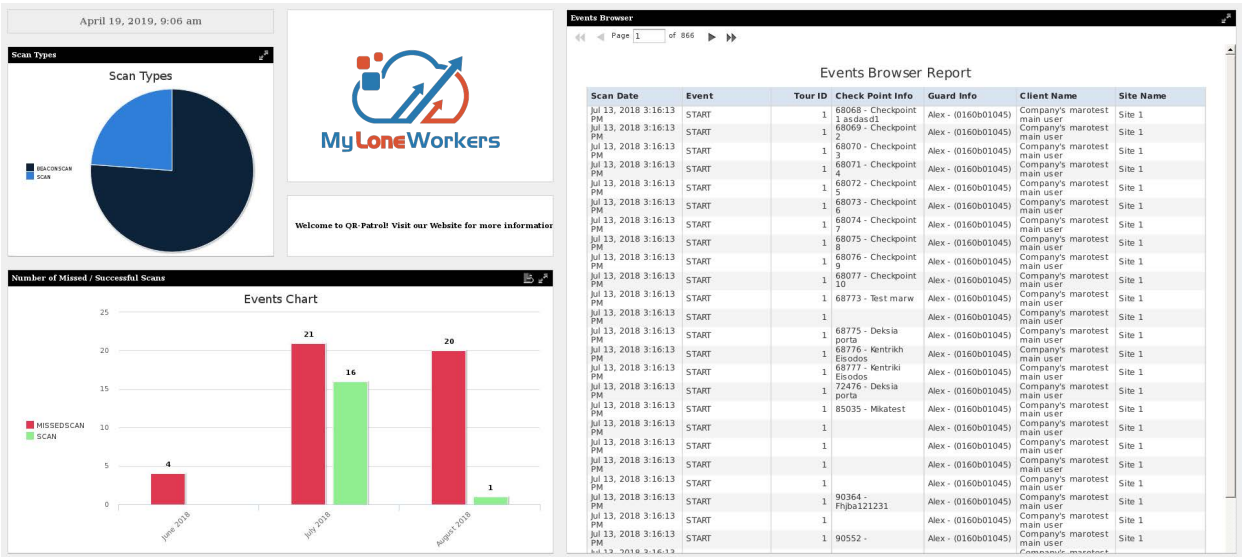 April 19, 2019, 9:06 am
Scan Types
Scan Types
BEACONSCAN
SCAN
MyLoneWorkers
Welcome to QR-Patrol! Visit our Website for more information
Number of Missed / Successful Scans
Events Chart
25
20
15
10
5
0
4
21
16
20
1
MISSEDSCAN
SCAN
June 2018
July 2018
August 2018
Events Browser
Page 1 of 866
Events Browser Report
Scan Date Event Tour ID Check Point Info Guard Info Client Name Site Name
Jul 13, 2018 3:16:13 PM START 1 68068 - Checkpoint 1 asdasd1 Alex - (0160b01045) Company's marotest main user Site 1
Jul 13, 2018 3:16:13 PM START 1 68069 - Checkpoint 2 Alex - (0160b01045) Company's marotest main user Site 1
Jul 13, 2018 3:16:13 PM START 1 68070 - Checkpoint 3 Alex - (0160b01045) Company's marotest main user Site 1
Jul 13, 2018 3:16:13 PM START 1 68071 - Checkpoint 4 Alex - (0160b01045) Company's marotest main user Site 1
Jul 13, 2018 3:16:13 PM START 1 68072 - Checkpoint 5 Alex - (0160b01045) Company's marotest main user Site 1
Jul 13, 2018 3:16:13 PM START 1 68073 - Checkpoint 6 Alex - (0160b01045) Company's marotest main user Site 1
Jul 13, 2018 3:16:13 PM START 1 68074 - Checkpoint 7 Alex - (0160b01045) Company's marotest main user Site 1
Jul 13, 2018 3:16:13 PM START 1 68075 - Checkpoint 8 Alex - (0160b01045) Company's marotest main user Site 1
Jul 13, 2018 3:16:13 PM START 1 68076 - Checkpoint 9 Alex - (0160b01045) Company's marotest main user Site 1
Jul 13, 2018 3:16:13 PM START 1 68077 - Checkpoint 10 Alex - (0160b01045) Company's marotest main user Site 1
Jul 13, 2018 3:16:13 PM START 1 68773 - Test marw Alex - (0160b01045) Company's marotest main user Site 1
Jul 13, 2018 3:16:13 PM START 1 Alex - (0160b01045) Company's marotest main user Site 1
Jul 13, 2018 3:16:13 PM START 1 68775 - Deksia porta Alex - (0160b01045) Company's marotest main user Site 1
Jul 13, 2018 3:16:13 PM START 1 68776 - Kentrikh Eisodos Alex - (0160b01045) Company's marotest main user Site 1
Jul 13, 2018 3:16:13 PM START 1 68777 - Kentriki Eisodos Alex - (0160b01045) Company's marotest main user Site 1
Jul 13, 2018 3:16:13 PM START 1 72476 - Deksia porta Alex - (0160b01045) Company's marotest main user Site 1
Jul 13, 2018 3:16:13 PM START 1 85035 - Mikatest Alex - (0160b01045) Company's marotest main user Site 1
Jul 13, 2018 3:16:13 PM START 1 Alex - (0160b01045) Company's marotest main user Site 1
Jul 13, 2018 3:16:13 PM START 1 Alex - (0160b01045) Company's marotest main user Site 1
Jul 13, 2018 3:16:13 PM START 1 Alex - (0160b01045) Company's marotest main user Site 1
Jul 13, 2018 3:16:13 PM START 1 Alex - (0160b01045) Company's marotest main user Site 1
Jul 13, 2018 3:16:13 PM START 1 90364 - Fhjba121231 Alex - (0160b01045) Company's marotest main user Site 1
Jul 13, 2018 3:16:13 PM START 1 Alex - (0160b01045) Company's marotest main user Site 1
Jul 13, 2018 3:16:13 PM START 1 90552 - Alex - (0160b01045) Company's marotest main user Site 1
Jul 13, 2018 3:16:13 Company's marotest